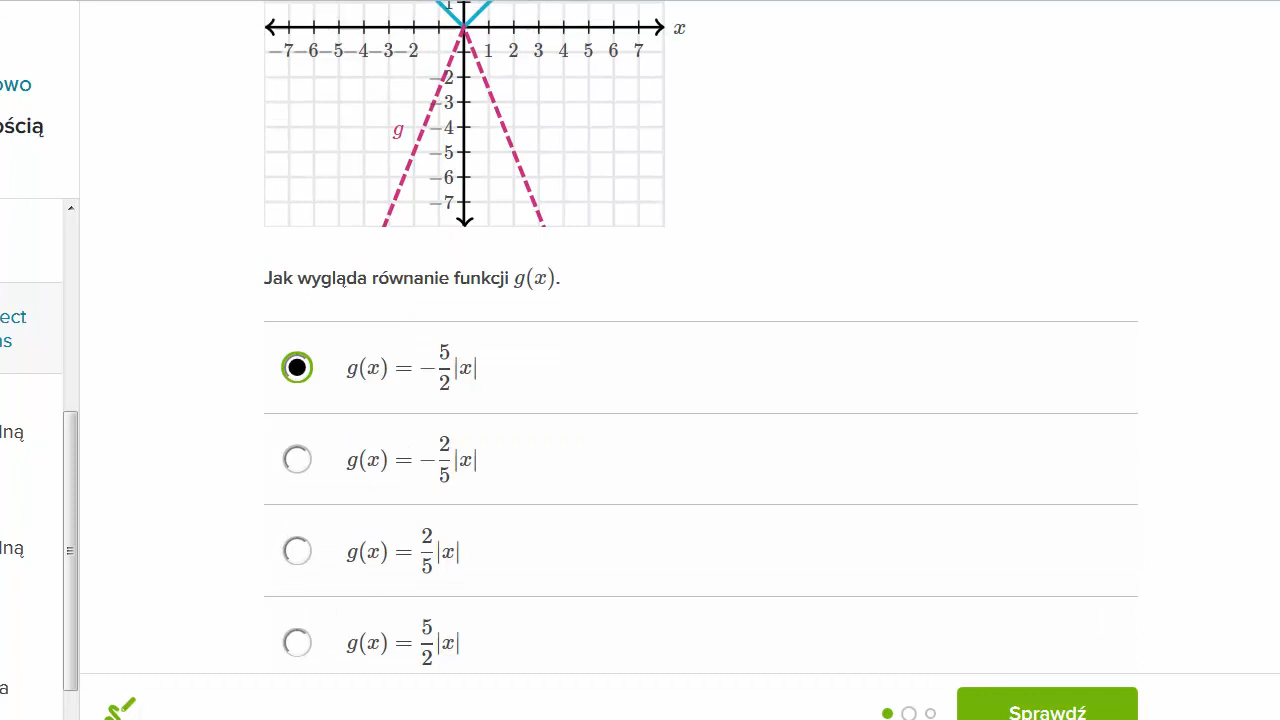 1
x
-7 -6 -5 -4 -3 -2 1 2 3 4 5 6 7
-2
-3
g
-4
-5
-6
-7
owo
ością
Jak wygląda równanie funkcji g(x).
ect
ns
g(x) = -5/2|x|
lną
g(x) = -2/5|x|
lną
g(x) = 2/5|x|
g(x) = 5/2|x|
a
Sprawdź